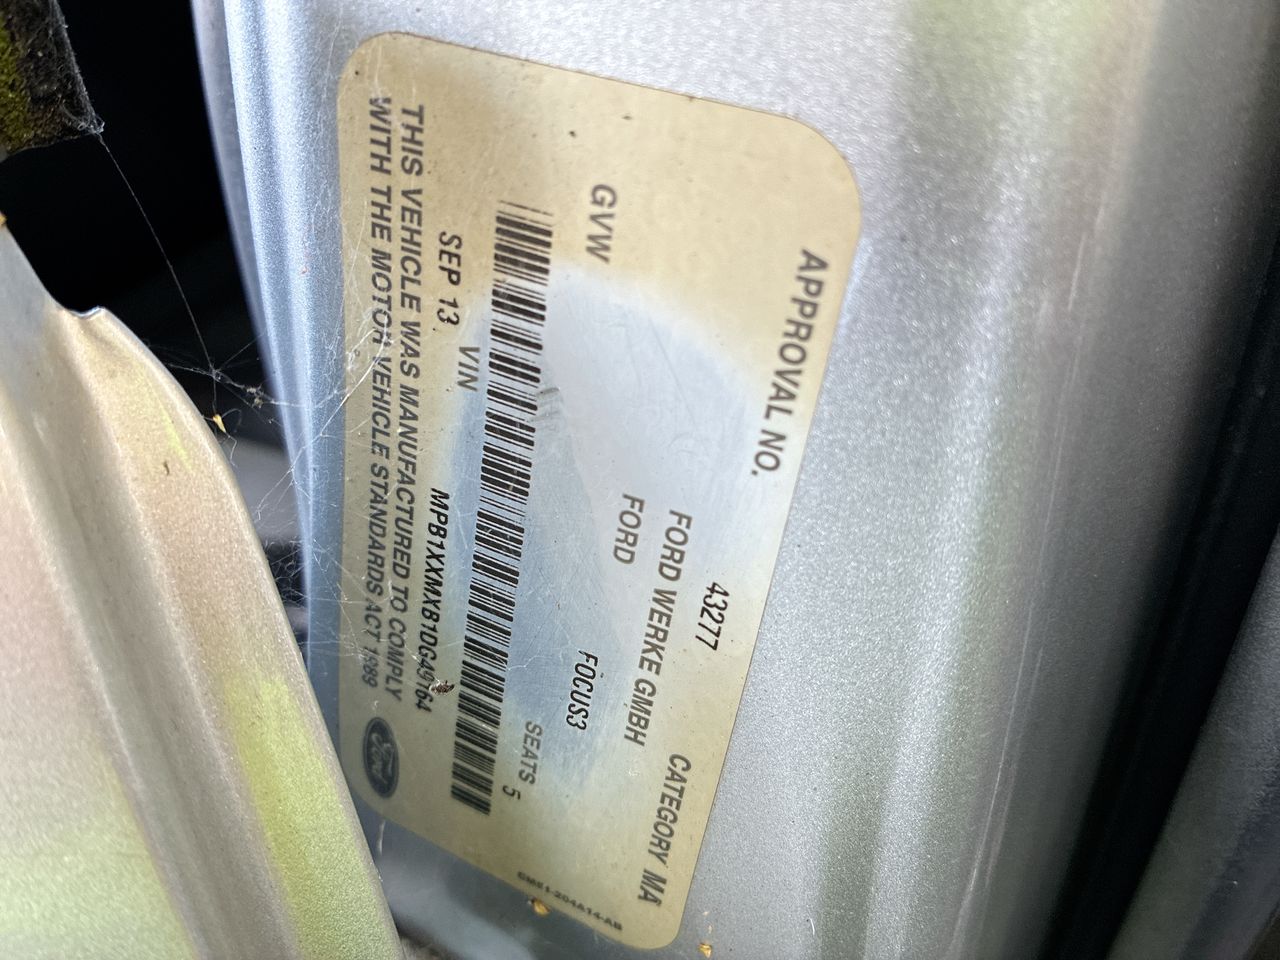 APPROVAL NO. 43277 CATEGORY MA
FORD WERKE GMBH
FORD
GVW FOCUS3
SEATS 5
SEP 13 VIN MPB1XXMXB1DG49164
THIS VEHICLE WAS MANUFACTURED TO COMPLY
WITH THE MOTOR VEHICLE STANDARDS ACT 1989
Ford